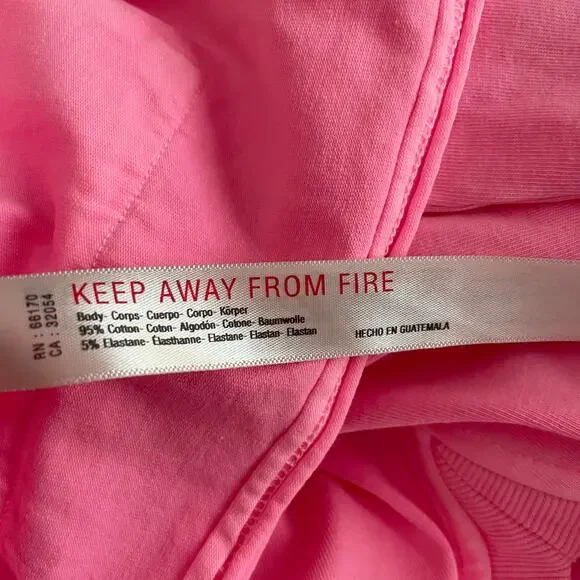 RN : 66170
CA : 32054
KEEP AWAY FROM FIRE
Body- Corps- Cuerpo- Corpo- Körper
95% Cotton- Coton- Algodón- Cotone- Baumwolle
5% Elastane- Élasthanne- Elastane- Elastan- Elastan
HECHO EN GUATEMALA